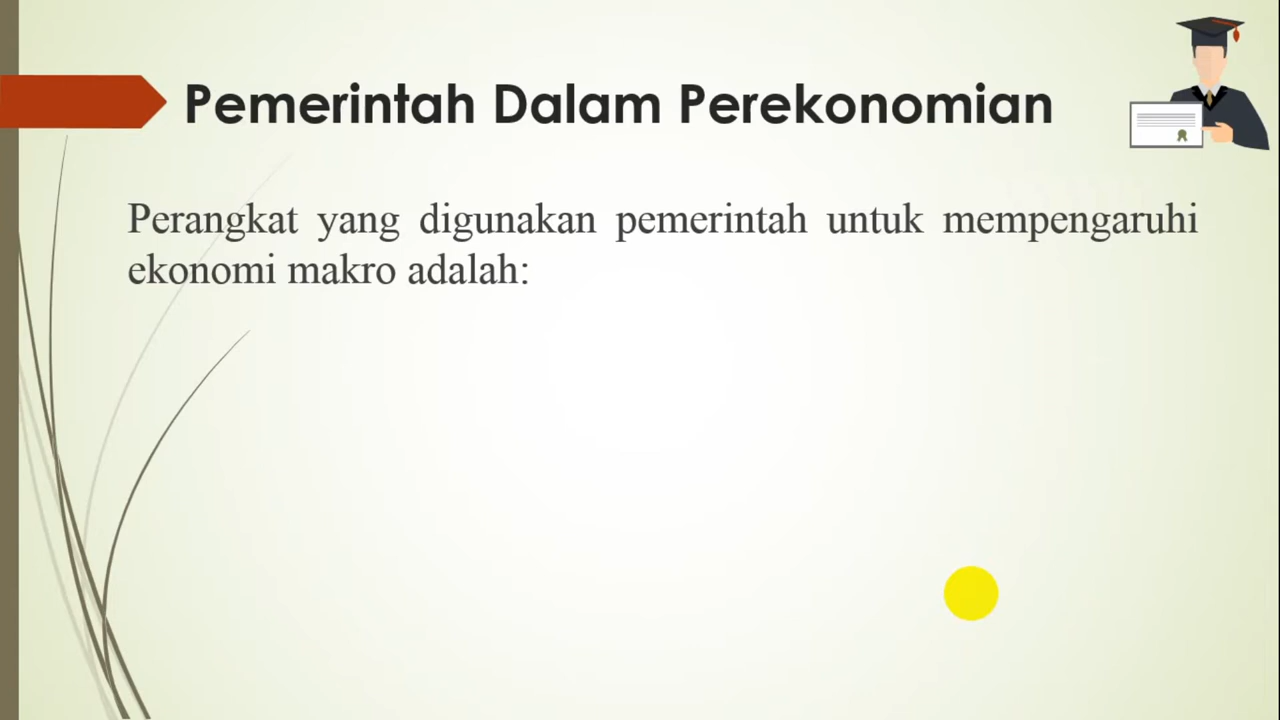 Pemerintah Dalam Perekonomian
Perangkat yang digunakan pemerintah untuk mempengaruhi
ekonomi makro adalah: